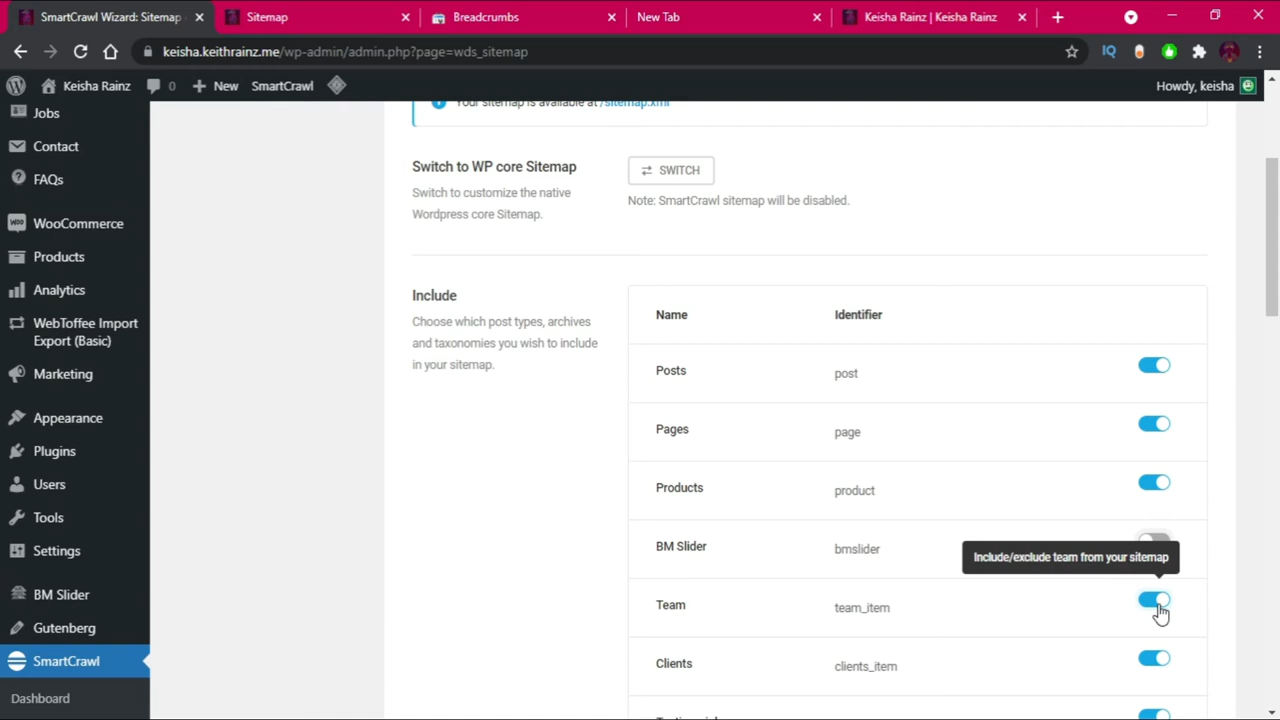 SmartCrawl Wizard: Sitemap
Sitemap
Breadcrumbs
New Tab
Keisha Rainz | Keisha Rainz
keisha.keithrainz.me/wp-admin/admin.php?page=wds_sitemap
IQ
Keisha Rainz
0
New
SmartCrawl
Howdy, keisha
Jobs
Contact
FAQs
WooCommerce
Products
Analytics
WebToffee Import
Export (Basic)
Marketing
Appearance
Plugins
Users
Tools
Settings
BM Slider
Gutenberg
SmartCrawl
Dashboard
Your sitemap is available at /sitemap.xml
Switch to WP core Sitemap
Switch to customize the native
Wordpress core Sitemap.
SWITCH
Note: SmartCrawl sitemap will be disabled.
Include
Choose which post types, archives
and taxonomies you wish to include
in your sitemap.
Name Identifier
Posts post
Pages page
Products product
BM Slider bmslider
Include/exclude team from your sitemap
Team team_item
Clients clients_item